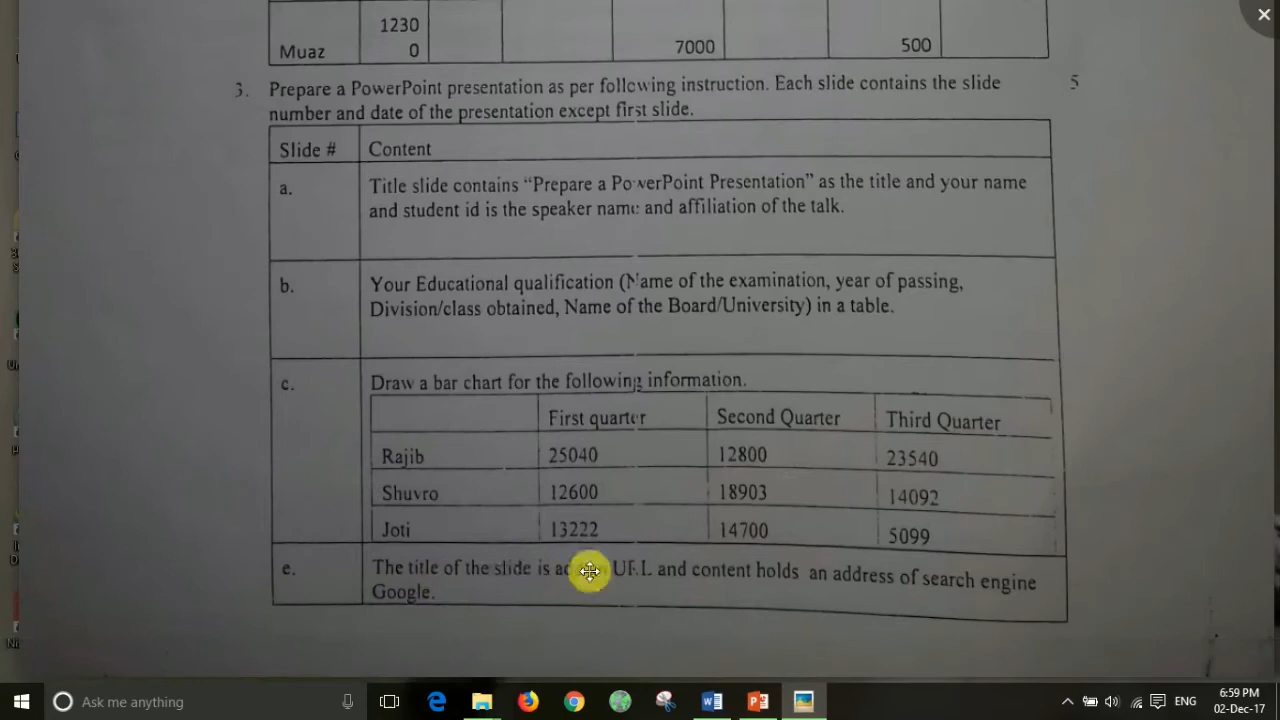 1230
Muaz 0 7000 500
3. Prepare a PowerPoint presentation as per following instruction. Each slide contains the slide 5
number and date of the presentation except first slide.
Slide # Content
a. Title slide contains “Prepare a PowerPoint Presentation” as the title and your name
and student id is the speaker name and affiliation of the talk.
b. Your Educational qualification (Name of the examination, year of passing,
Division/class obtained, Name of the Board/University) in a table.
c. Draw a bar chart for the following information.
First quarter Second Quarter Third Quarter
Rajib 25040 12800 23540
Shuvro 12600 18903 14092
Joti 13222 14700 5099
e. The title of the slide is URL and content holds an address of search engine
Google.
Ask me anything
ENG
6:59 PM
02-Dec-17